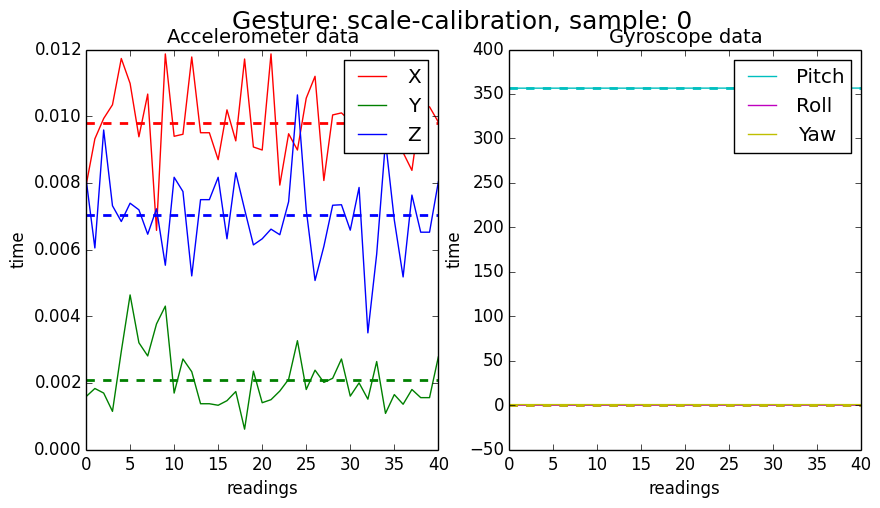 Gesture: scale-calibration, sample: 0
Accelerometer data
0.012
0.010
0.008
0.006
0.004
0.002
0.000
time
0
5
10
15
20
25
30
35
40
readings
X
Y
Z
Gyroscope data
400
350
300
250
200
150
100
50
0
−50
time
0
5
10
15
20
25
30
35
40
readings
Pitch
Roll
Yaw